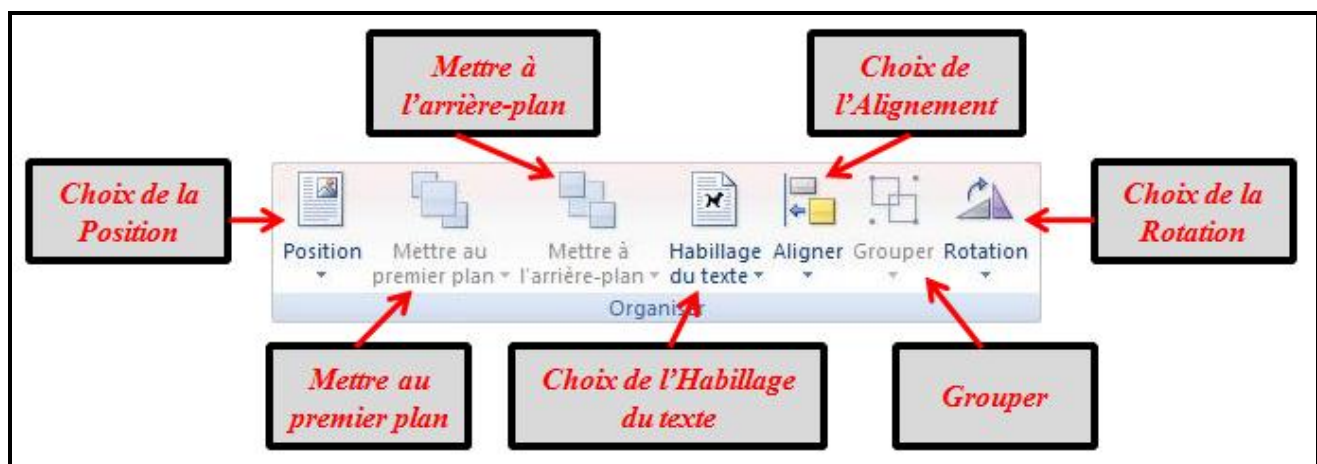 Mettre à
l'arrière-plan
Choix de
l'Alignement
Choix de la
Position
Choix de la
Rotation
Position
Mettre au
premier plan
Mettre à
l'arrière-plan
Habillage
du texte
Aligner
Grouper
Rotation
Organiser
Mettre au
premier plan
Choix de l'Habillage
du texte
Grouper